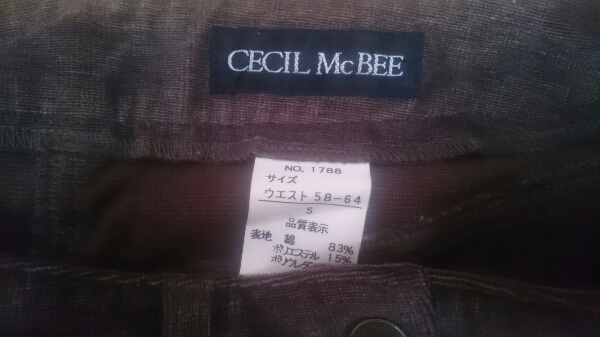 CECIL McBEE
NO. 1788
サイズ
ウエスト 58-64
S
品質表示
表地 綿 83%
ポリエステル 15%